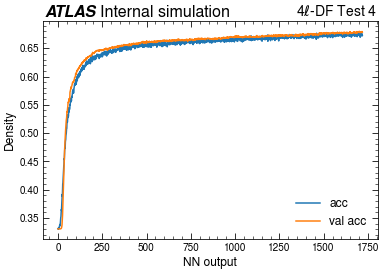 ATLAS Internal simulation
4ℓ-DF Test 4
Density
0.65
0.60
0.55
0.50
0.45
0.40
0.35
acc
val acc
0 250 500 750 1000 1250 1500 1750
NN output